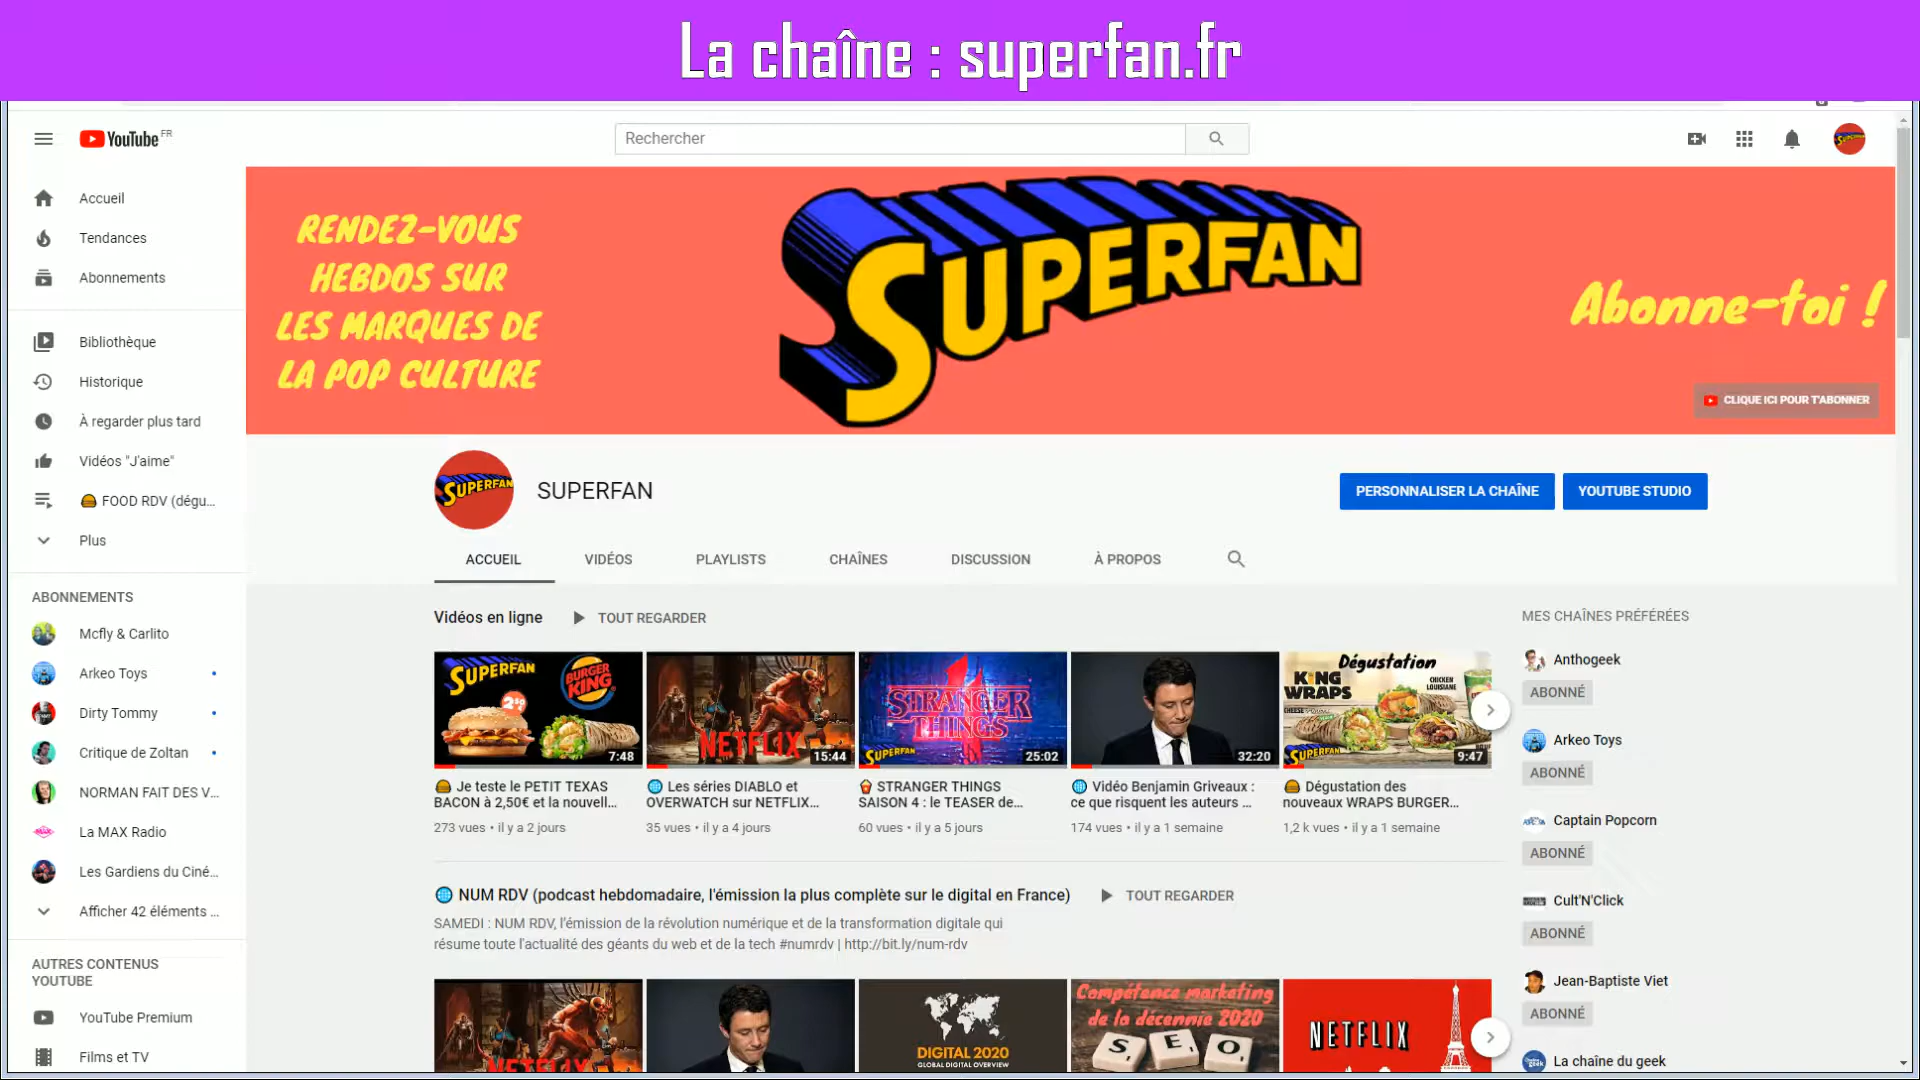 La chaîne : superfan.fr
YouTube FR
Rechercher
Accueil
Tendances
Abonnements
Bibliothèque
Historique
À regarder plus tard
Vidéos "J'aime"
FOOD RDV (dégu...
Plus
ABONNEMENTS
Mcfly & Carlito
Arkeo Toys
Dirty Tommy
Critique de Zoltan
NORMAN FAIT DES V...
La MAX Radio
Les Gardiens du Ciné...
Afficher 42 éléments ...
AUTRES CONTENUS
YOUTUBE
YouTube Premium
Films et TV
RENDEZ-VOUS
HEBDOS SUR
LES MARQUES DE
LA POP CULTURE
SUPERFAN
Abonne-toi !
CLIQUE ICI POUR T'ABONNER
SUPERFAN
SUPERFAN
PERSONNALISER LA CHAÎNE
YOUTUBE STUDIO
ACCUEIL
VIDÉOS
PLAYLISTS
CHAÎNES
DISCUSSION
À PROPOS
Vidéos en ligne
TOUT REGARDER
SUPERFAN
BURGER
KING
7:48
Je teste le PETIT TEXAS
BACON à 2,50€ et la nouvell...
273 vues • il y a 2 jours
NETFLIX
15:44
Les séries DIABLO et
OVERWATCH sur NETFLIX...
35 vues • il y a 4 jours
STRANGER
THINGS
SUPERFAN
25:02
STRANGER THINGS
SAISON 4 : le TEASER de...
60 vues • il y a 5 jours
32:20
Vidéo Benjamin Griveaux :
ce que risquent les auteurs ...
174 vues • il y a 1 semaine
Dégustation
KING
WRAPS
CHICKEN
LOUISIANE
SUPERFAN
9:47
Dégustation des
nouveaux WRAPS BURGER...
1,2 k vues • il y a 1 semaine
NUM RDV (podcast hebdomadaire, l'émission la plus complète sur le digital en France)
TOUT REGARDER
SAMEDI : NUM RDV, l'émission de la révolution numérique et de la transformation digitale qui
résume toute l'actualité des géants du web et de la tech #numrdv | http://bit.ly/num-rdv
NETFLIX
DIGITAL 2020
GLOBAL DIGITAL OVERVIEW
Compétence marketing
de la décennie 2020
S E O
NETFLIX
MES CHAÎNES PRÉFÉRÉES
Anthogeek
ABONNÉ
Arkeo Toys
ABONNÉ
Captain Popcorn
ABONNÉ
Cult'N'Click
ABONNÉ
Jean-Baptiste Viet
ABONNÉ
La chaîne du geek